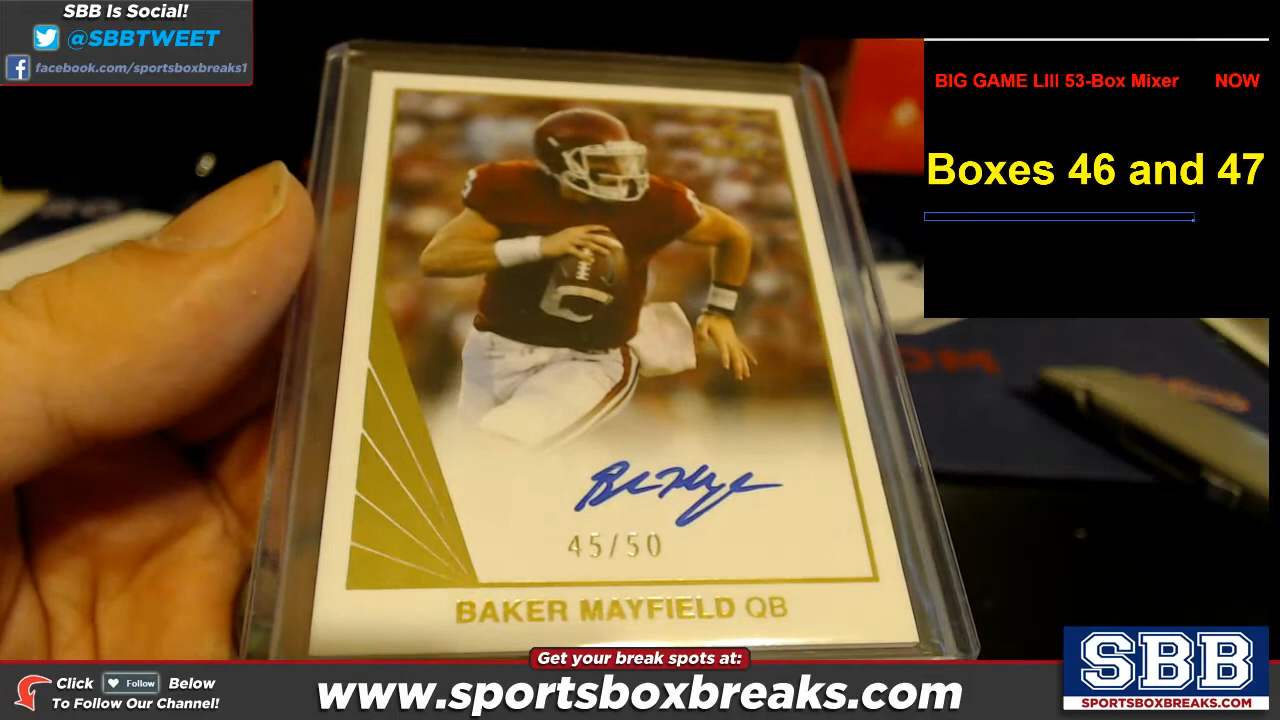 SBB Is Social!
@SBBTWEET
facebook.com/sportsboxbreaks1
BIG GAME LIII 53-Box Mixer NOW
Boxes 46 and 47
45/50
BAKER MAYFIELD QB
Get your break spots at:
Click Follow Below
To Follow Our Channel!
www.sportsboxbreaks.com
SBB
SPORTSBOXBREAKS.COM